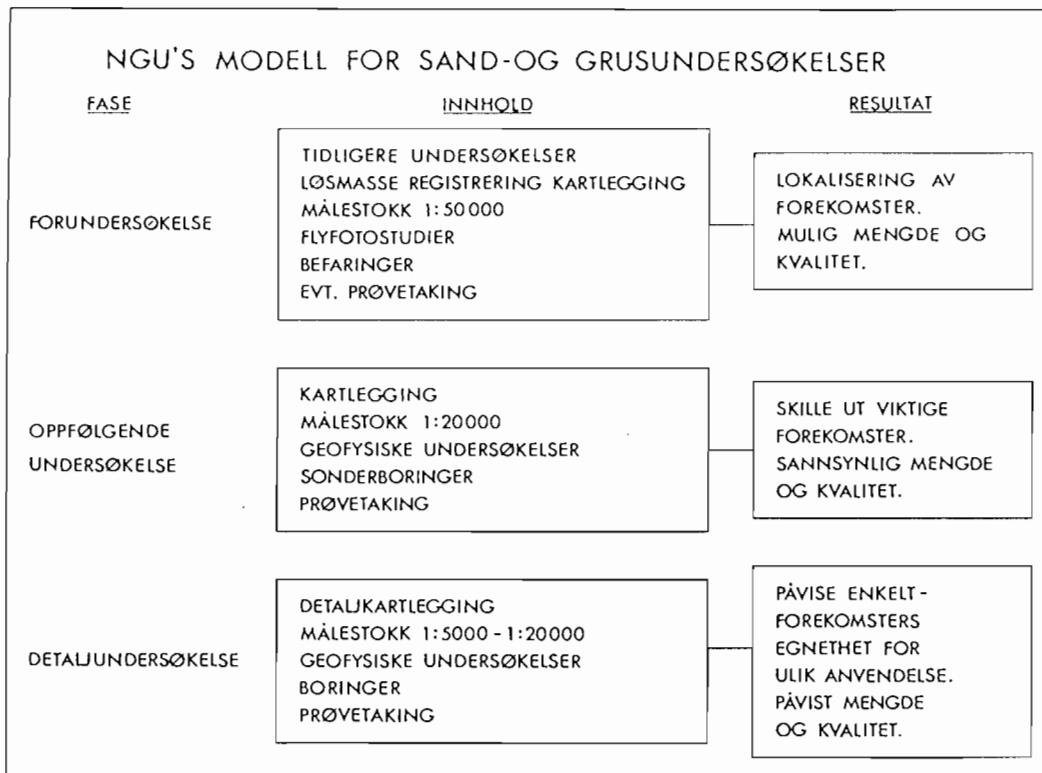 NGU'S MODELL FOR SAND-OG GRUSUNDERSØKELSER
FASE INNHOLD RESULTAT
FORUNDERSØKELSE
TIDLIGERE UNDERSØKELSER
LØSMASSE REGISTRERING KARTLEGGING
MÅLESTOKK 1:50000
FLYFOTOSTUDIER
BEFARINGER
EVT. PRØVETAKING
LOKALISERING AV
FOREKOMSTER.
MULIG MENGDE OG
KVALITET.
OPPFØLGENDE
UNDERSØKELSE
KARTLEGGING
MÅLESTOKK 1:20000
GEOFYSISKE UNDERSØKELSER
SONDERBORINGER
PRØVETAKING
SKILLE UT VIKTIGE
FOREKOMSTER.
SANNSYNLIG MENGDE
OG KVALITET.
DETALJUNDERSØKELSE
DETALJKARTLEGGING
MÅLESTOKK 1:5000-1:20000
GEOFYSISKE UNDERSØKELSER
BORINGER
PRØVETAKING
PÅVISE ENKELT-
FOREKOMSTERS
EGNETHET FOR
ULIK ANVENDELSE.
PÅVIST MENGDE
OG KVALITET.